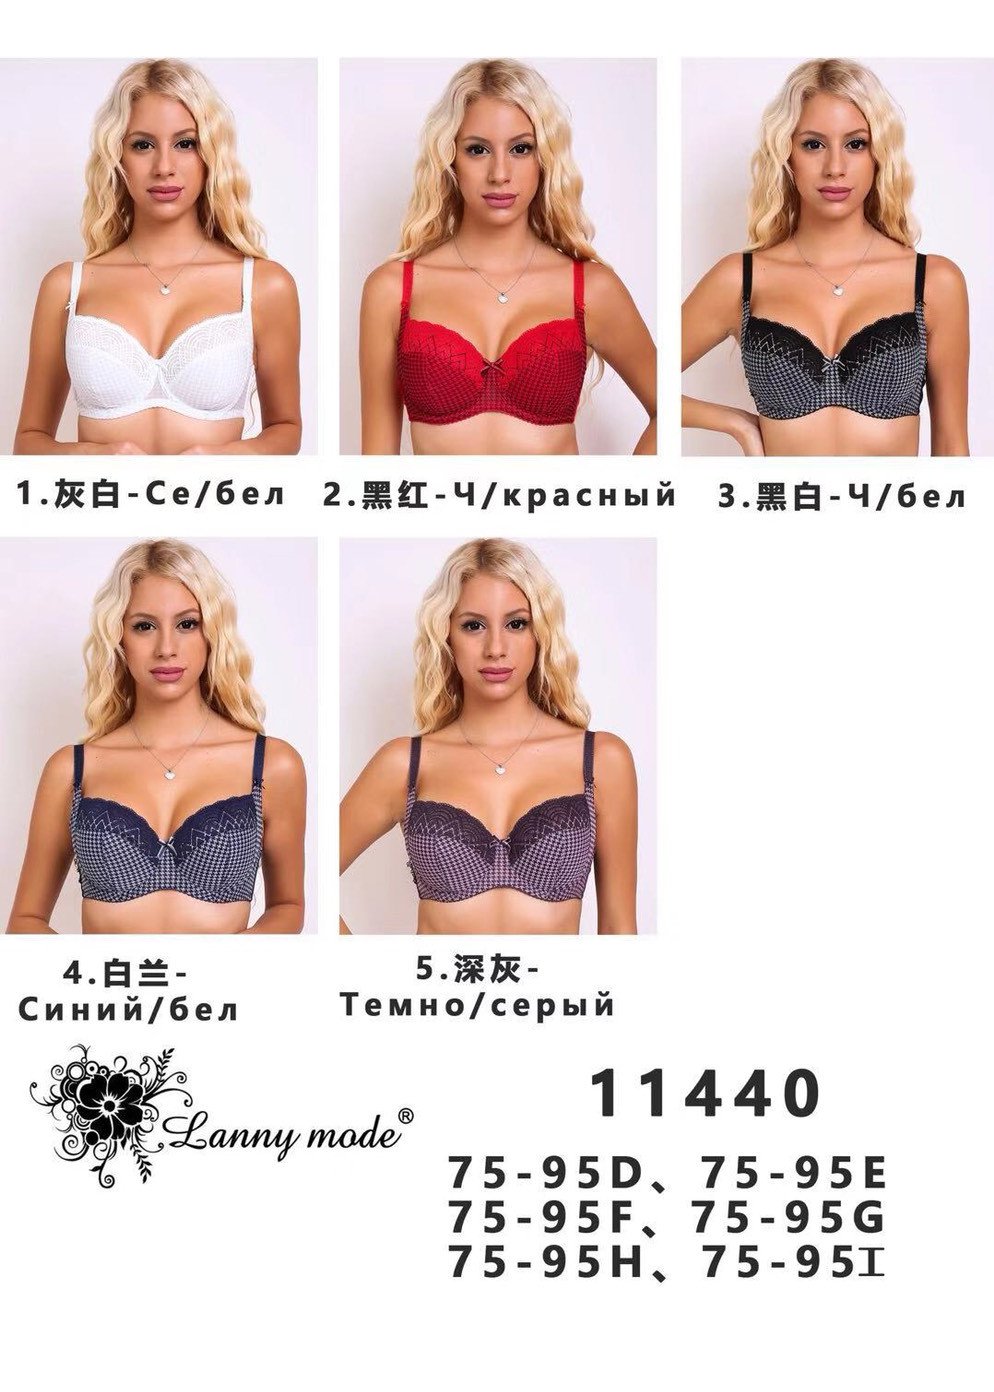 1.灰白-Се/бел
2.黑红-Ч/красный
3.黑白-Ч/бел
4.白兰-
Синий/бел
5.深灰-
Темно/серый
Lanny mode®
11440
75-95D、75-95E
75-95F、75-95G
75-95H、75-95I